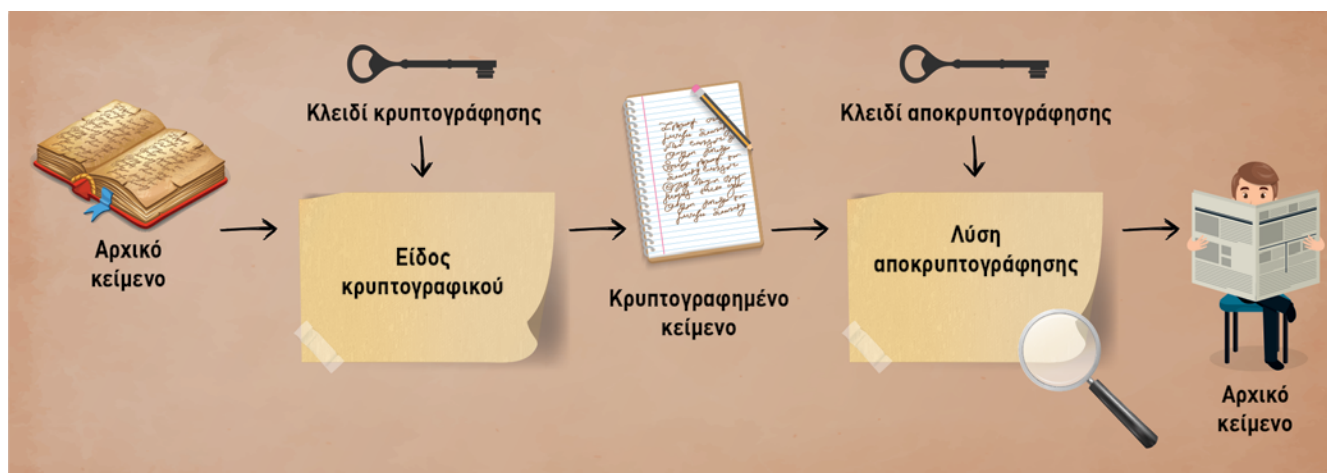 Κλειδί κρυπτογράφησης
Κλειδί αποκρυπτογράφησης
Αρχικό
κείμενο
Είδος
κρυπτογραφικού
Κρυπτογραφημένο
κείμενο
Λύση
αποκρυπτογράφησης
Αρχικό
κείμενο